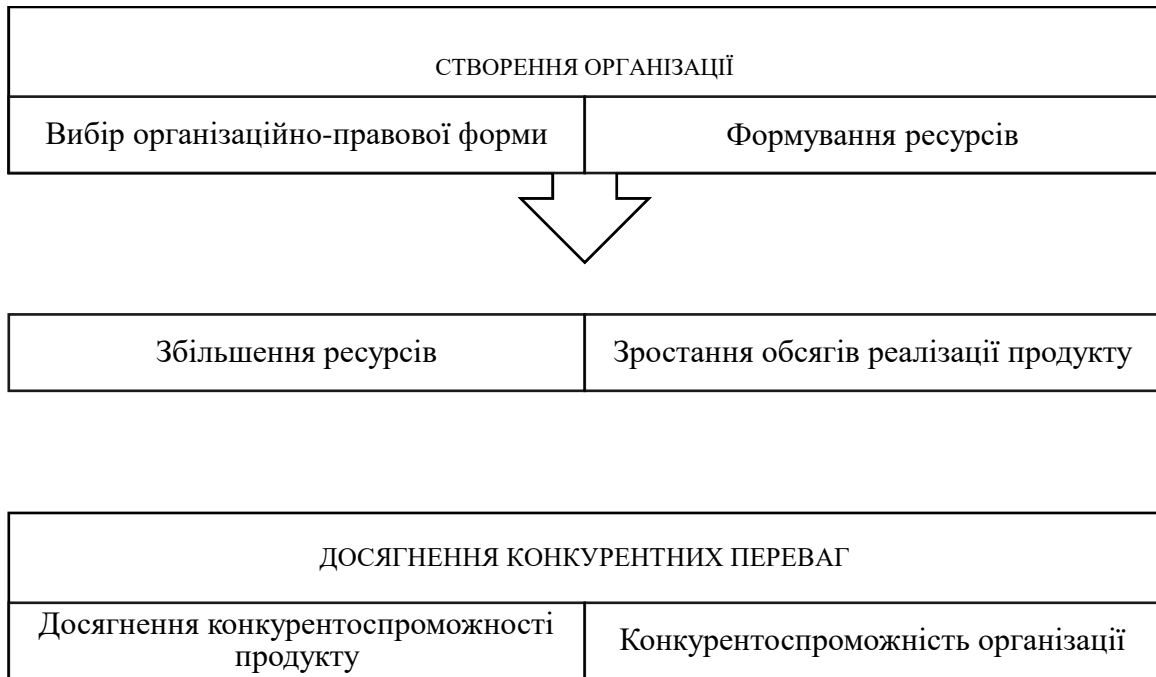 СТВОРЕННЯ ОРГАНІЗАЦІЇ
Вибір організаційно-правової форми
Формування ресурсів
Збільшення ресурсів
Зростання обсягів реалізації продукту
ДОСЯГНЕННЯ КОНКУРЕНТНИХ ПЕРЕВАГ
Досягнення конкурентоспроможності
продукту
Конкурентоспроможність організації